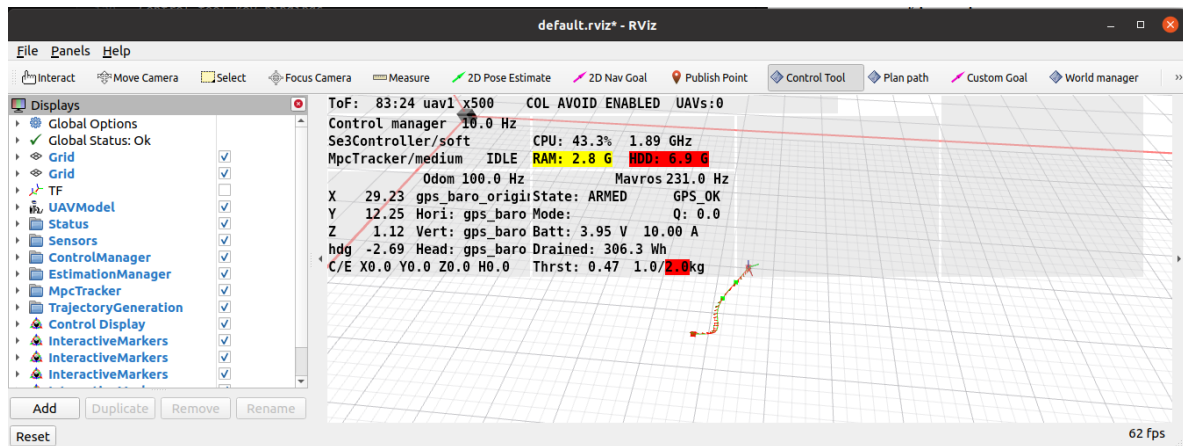 default.rviz* - RViz
File Panels Help
Interact Move Camera Select Focus Camera Measure 2D Pose Estimate 2D Nav Goal Publish Point Control Tool Plan path Custom Goal World manager »
Displays
Global Options
Global Status: Ok
Grid
Grid
TF
UAVModel
Status
Sensors
ControlManager
EstimationManager
MpcTracker
TrajectoryGeneration
Control Display
InteractiveMarkers
InteractiveMarkers
InteractiveMarkers
Add Duplicate Remove Rename
Reset
ToF: 83:24 uav1 x500 COL AVOID ENABLED UAVs:0
Control manager 10.0 Hz
Se3Controller/soft CPU: 43.3% 1.89 GHz
MpcTracker/medium IDLE RAM: 2.8 G HDD: 6.9 G
Odom 100.0 Hz Mavros 231.0 Hz
X 29.23 gps_baro_origin State: ARMED GPS_OK
Y 12.25 Hori: gps_baro Mode: Q: 0.0
Z 1.12 Vert: gps_baro Batt: 3.95 V 10.00 A
hdg -2.69 Head: gps_baro Drained: 306.3 Wh
C/E X0.0 Y0.0 Z0.0 H0.0 Thrst: 0.47 1.0/2.0kg
62 fps